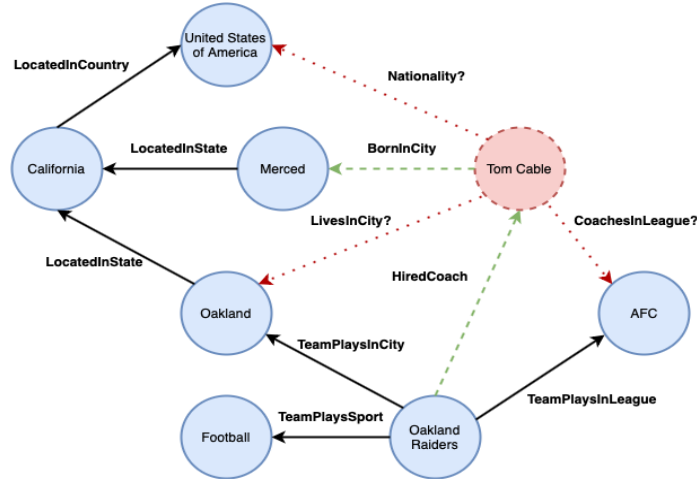 United States
of America
LocatedInCountry
Nationality?
LocatedInState
BornInCity
California
Merced
Tom Cable
LivesInCity?
CoachesInLeague?
LocatedInState
HiredCoach
Oakland
AFC
TeamPlaysInCity
TeamPlaysInLeague
TeamPlaysSport
Football
Oakland
Raiders